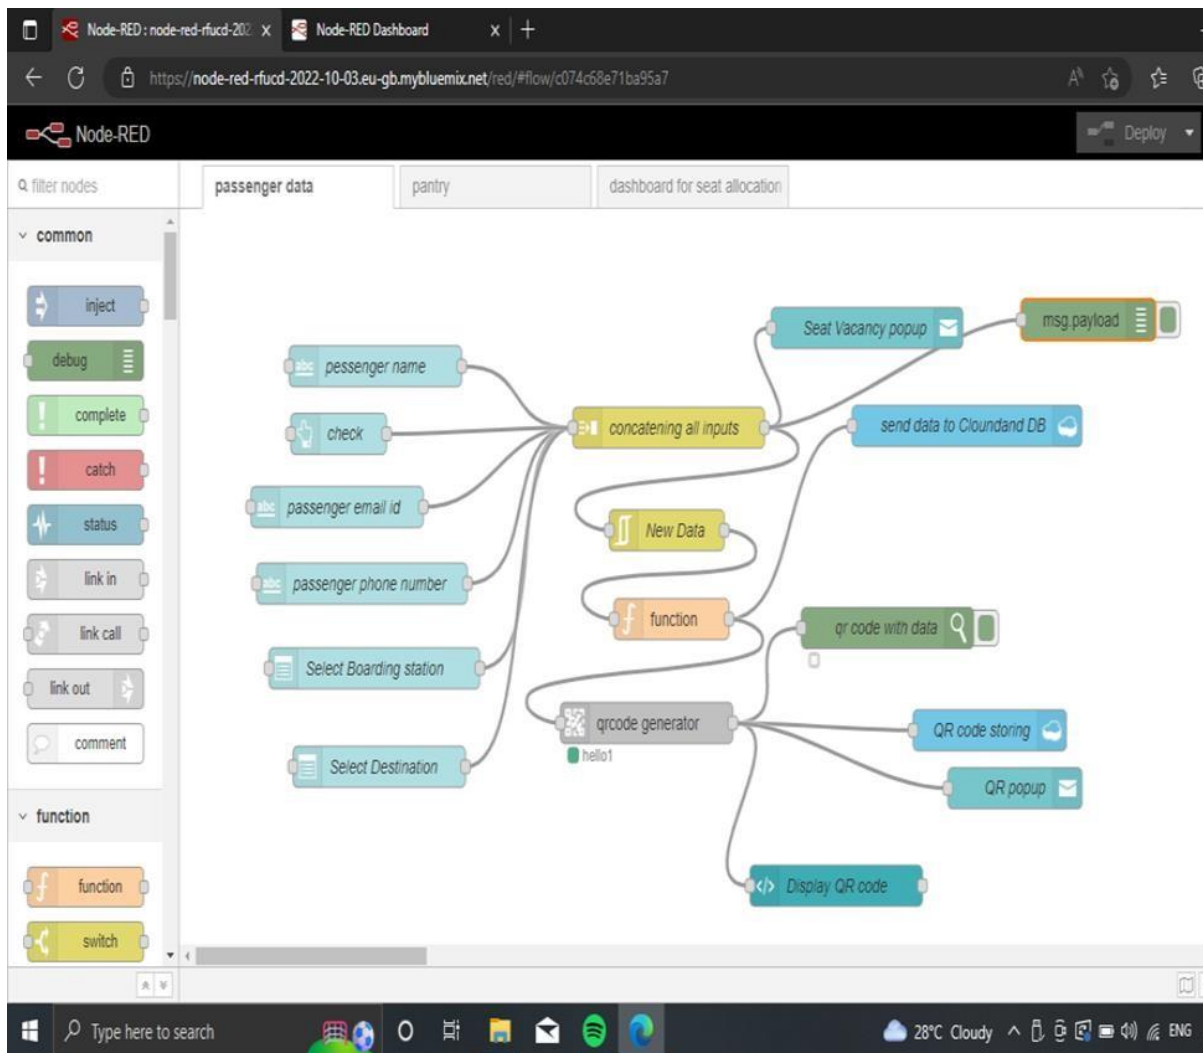 Node-RED : node-red-rfucd-202
Node-RED Dashboard
https://node-red-rfucd-2022-10-03.eu-gb.mybluemix.net/red/#flow/c074c68e71ba95a7
Node-RED
Deploy
filter nodes
passenger data
pantry
dashboard for seat allocation
common
inject
debug
complete
catch
status
link in
link call
link out
comment
function
function
switch
Seat Vacancy popup
msg.payload
abc pessenger name
check
concatening all inputs
send data to Cloundand DB
abc passenger email id
New Data
abc passenger phone number
function
qr code with data
Select Boarding station
qrcode generator
hello1
QR code storing
Select Destination
QR popup
</> Display QR code
Type here to search
28°C Cloudy
ENG